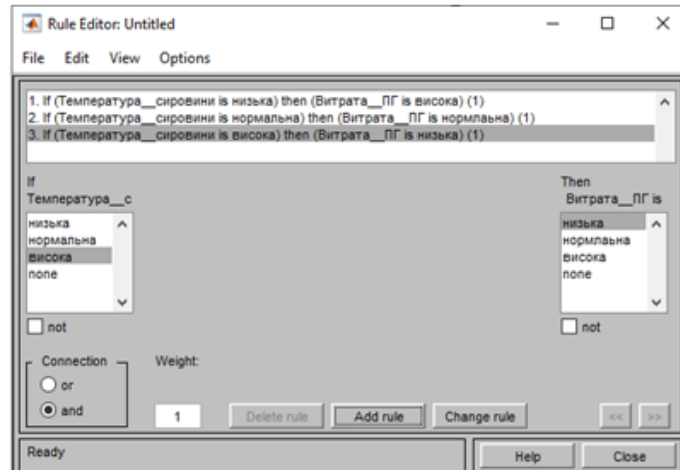 Rule Editor: Untitled
File Edit View Options
1. If (Температура__сировини is низька) then (Витрата__ПГ is висока) (1)
2. If (Температура__сировини is нормальна) then (Витрата__ПГ is нормлаьна) (1)
3. If (Температура__сировини is висока) then (Витрата__ПГ is низька) (1)
If
Температура__с
низька
нормальна
висока
none
not
Then
Витрата__ПГ is
низька
нормлаьна
висока
none
not
Connection
or
and
Weight:
1
Delete rule Add rule Change rule << >>
Ready
Help Close